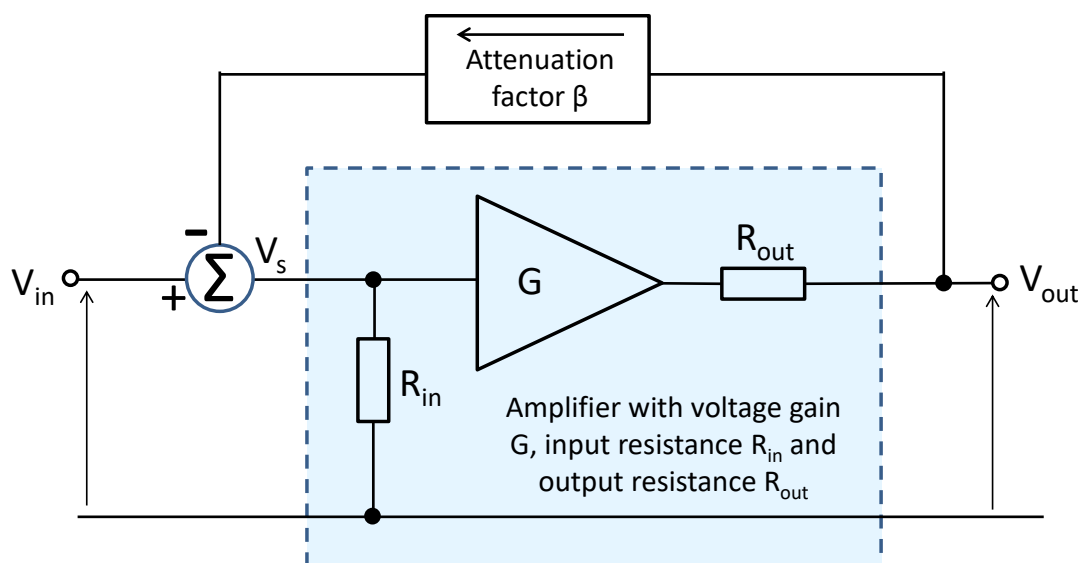 Attenuation
factor β
-
V_s
R_out
V_in
+
Σ
G
V_out
R_in
Amplifier with voltage gain
G, input resistance R_in and
output resistance R_out